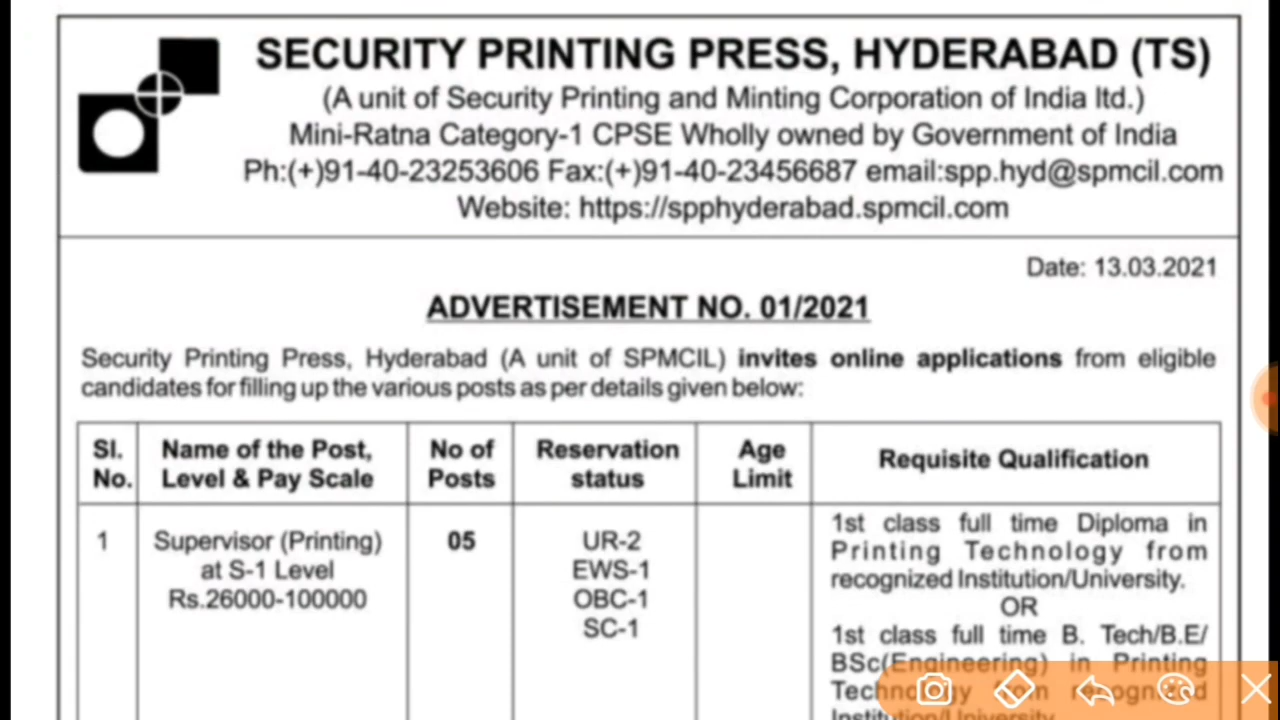 SECURITY PRINTING PRESS, HYDERABAD (TS)
(A unit of Security Printing and Minting Corporation of India ltd.)
Mini-Ratna Category-1 CPSE Wholly owned by Government of India
Ph:(+)91-40-23253606 Fax:(+)91-40-23456687 email:spp.hyd@spmcil.com
Website: https://spphyderabad.spmcil.com
Date: 13.03.2021
ADVERTISEMENT NO. 01/2021
Security Printing Press, Hyderabad (A unit of SPMCIL) invites online applications from eligible
candidates for filling up the various posts as per details given below:
Sl. No.
Name of the Post, Level & Pay Scale
No of Posts
Reservation status
Age Limit
Requisite Qualification
1
Supervisor (Printing)
at S-1 Level
Rs.26000-100000
05
UR-2
EWS-1
OBC-1
SC-1
1st class full time Diploma in
Printing Technology from
recognized Institution/University.
OR
1st class full time B. Tech/B.E/
BSc(Engineering) in Printing
Technology from recognized
Institution/University